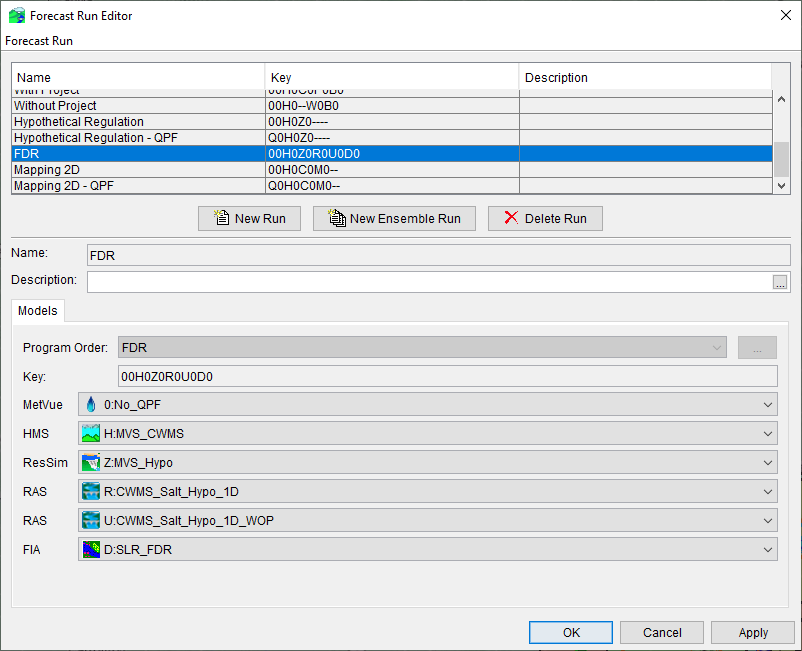 Forecast Run Editor
Forecast Run
Name Key Description
With Project 00H0C0P0B0
Without Project 00H0--W0B0
Hypothetical Regulation 00H0Z0----
Hypothetical Regulation - QPF Q0H0Z0----
FDR 00H0Z0R0U0D0
Mapping 2D 00H0C0M0--
Mapping 2D - QPF Q0H0C0M0--
New Run New Ensemble Run Delete Run
Name: FDR
Description: ...
Models
Program Order: FDR ...
Key: 00H0Z0R0U0D0
MetVue 0:No_QPF
HMS H:MVS_CWMS
ResSim Z:MVS_Hypo
RAS R:CWMS_Salt_Hypo_1D
RAS U:CWMS_Salt_Hypo_1D_WOP
FIA D:SLR_FDR
OK Cancel Apply